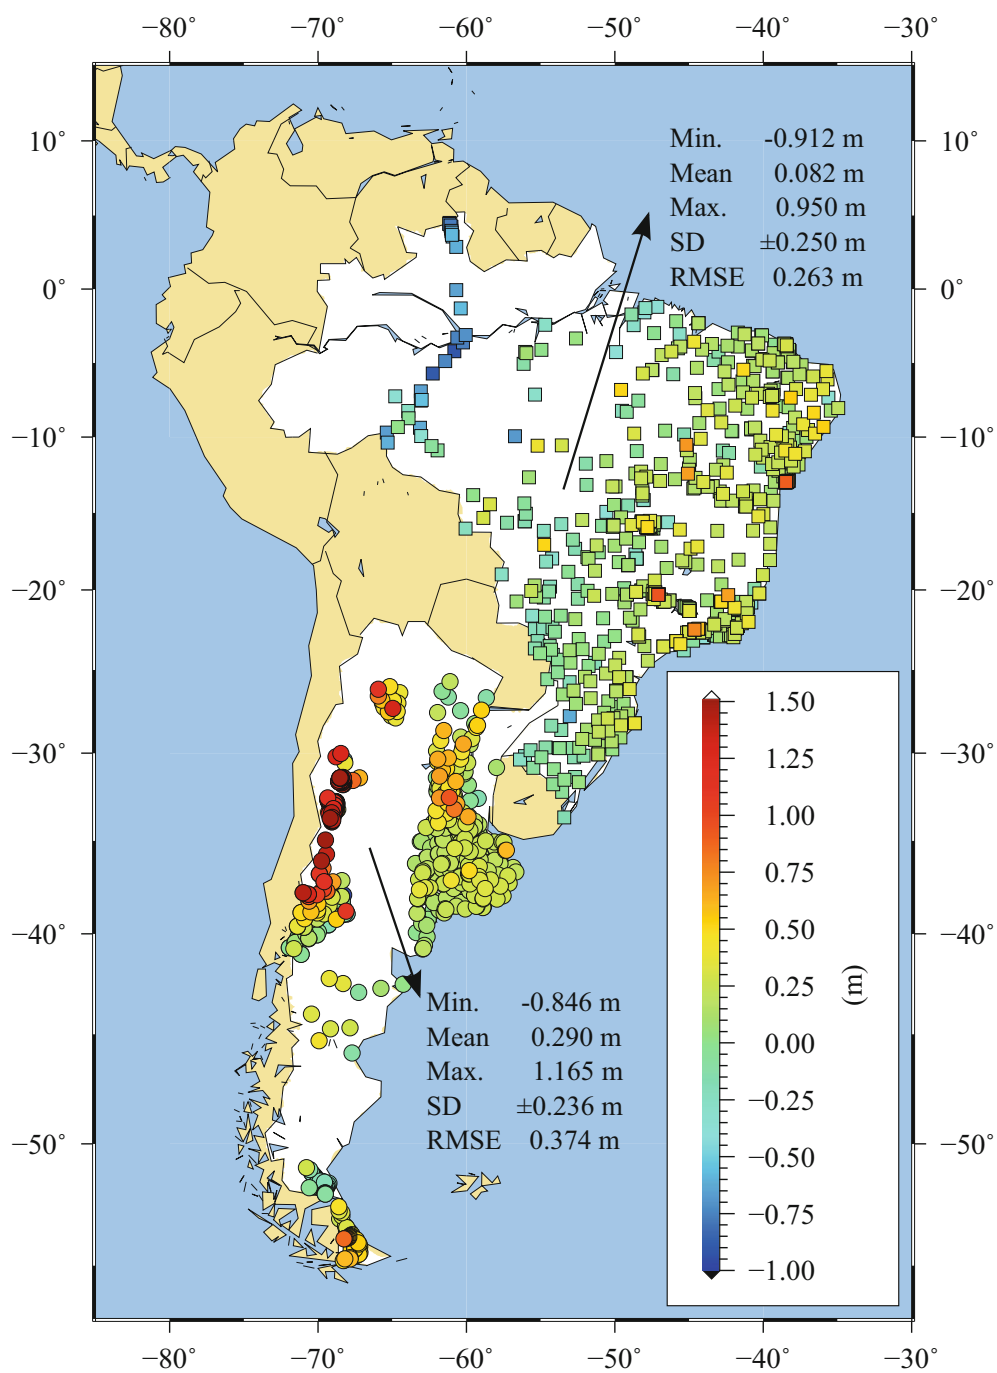 −80˚ −70˚ −60˚ −50˚ −40˚ −30˚
10˚ 10˚
0˚ 0˚
−10˚ −10˚
−20˚ −20˚
−30˚ −30˚
−40˚ −40˚
−50˚ −50˚
−80˚ −70˚ −60˚ −50˚ −40˚ −30˚
Min. -0.912 m
Mean 0.082 m
Max. 0.950 m
SD ±0.250 m
RMSE 0.263 m
Min. -0.846 m
Mean 0.290 m
Max. 1.165 m
SD ±0.236 m
RMSE 0.374 m
1.50
1.25
1.00
0.75
0.50
0.25
0.00
−0.25
−0.50
−0.75
−1.00
(m)